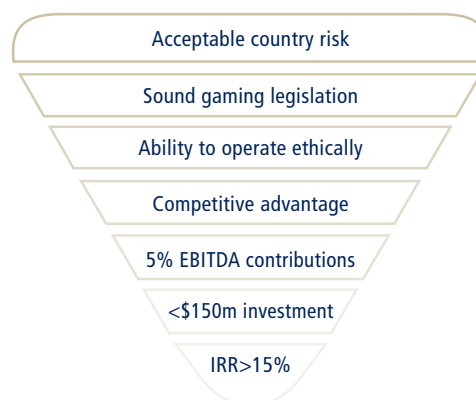 Acceptable country risk
Sound gaming legislation
Ability to operate ethically
Competitive advantage
5% EBITDA contributions
<$150m investment
IRR>15%